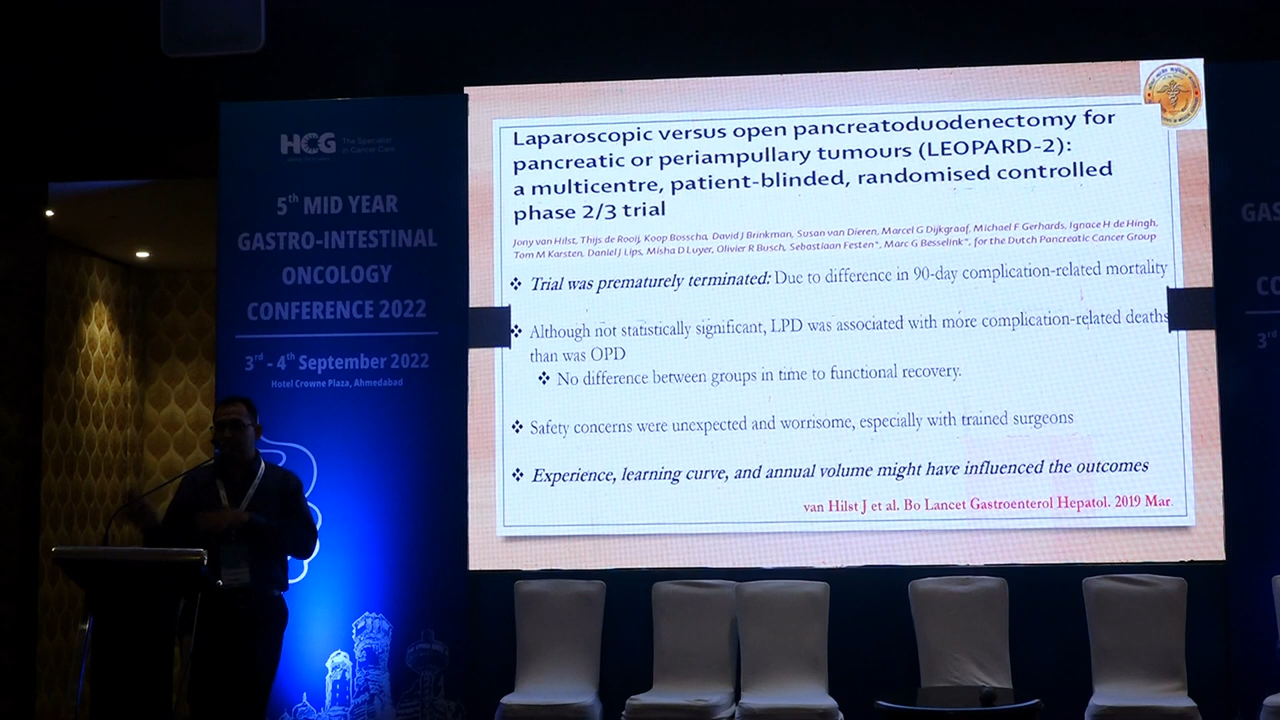 HCG
The Specialist
in Cancer Care
5th MID YEAR
GASTRO-INTESTINAL
ONCOLOGY
CONFERENCE 2022
3rd - 4th September 2022
Hotel Crowne Plaza, Ahmedabad
Laparoscopic versus open pancreatoduodenectomy for
pancreatic or periampullary tumours (LEOPARD-2):
a multicentre, patient-blinded, randomised controlled
phase 2/3 trial
Jony van Hilst, Thijs de Rooij, Koop Bosscha, David J Brinkman, Susan van Dieren, Marcel G Dijkgraaf, Michael F Gerhards, Ignace H de Hingh,
Tom M Karsten, Daniel J Lips, Misha D Luyer, Olivier R Busch, Sebastiaan Festen*, Marc G Besselink*, for the Dutch Pancreatic Cancer Group
❖ Trial was prematurely terminated: Due to difference in 90-day complication-related mortality
❖ Although not statistically significant, LPD was associated with more complication-related deaths
than was OPD
❖ No difference between groups in time to functional recovery.
❖ Safety concerns were unexpected and worrisome, especially with trained surgeons
❖ Experience, learning curve, and annual volume might have influenced the outcomes
van Hilst J et al. Bo Lancet Gastroenterol Hepatol. 2019 Mar.
GAS
CO
3rd